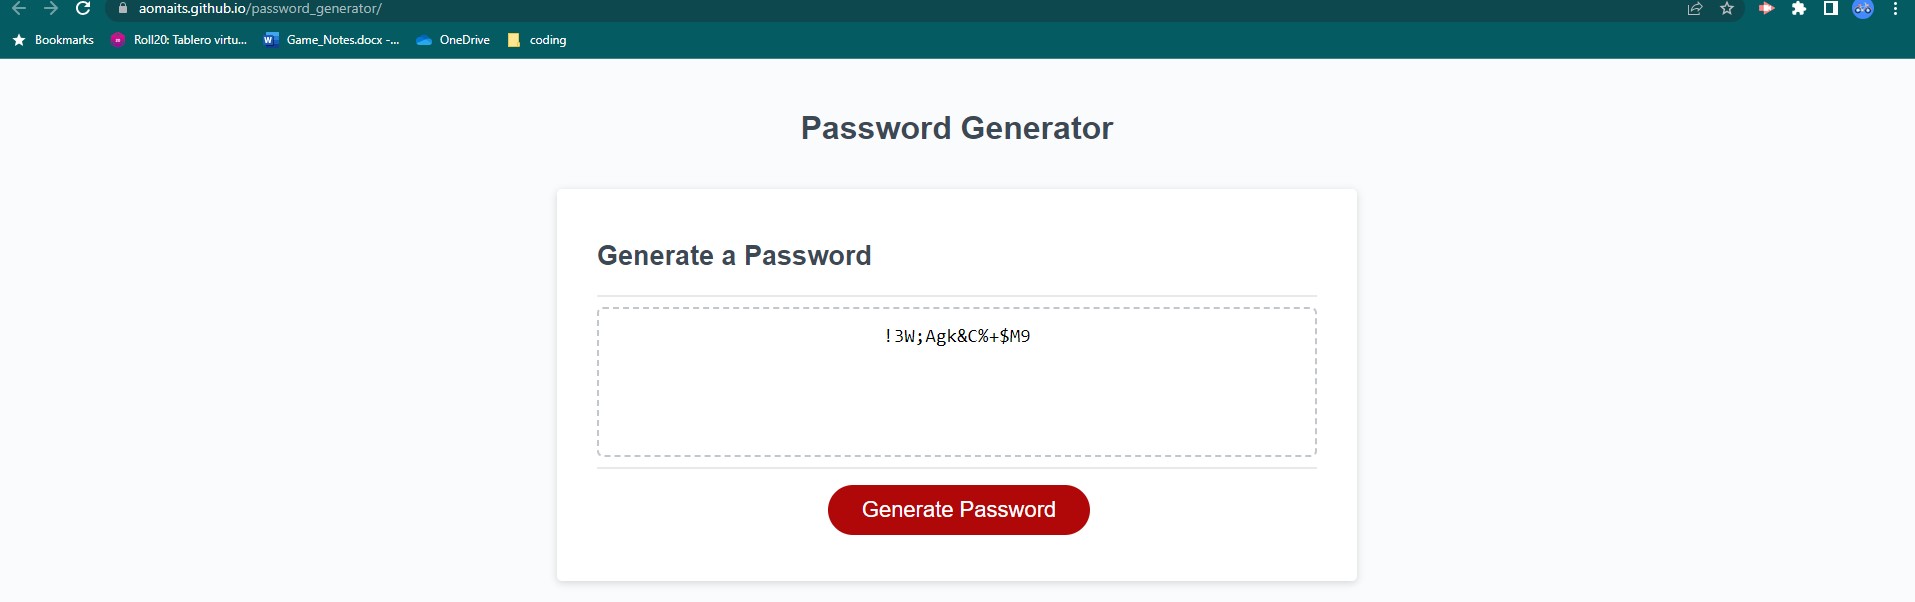 aomaits.github.io/password_generator/
Bookmarks Roll20: Tablero virtu... W Game_Notes.docx -... OneDrive coding
Password Generator
Generate a Password
!3W;Agk&C%+$M9
Generate Password